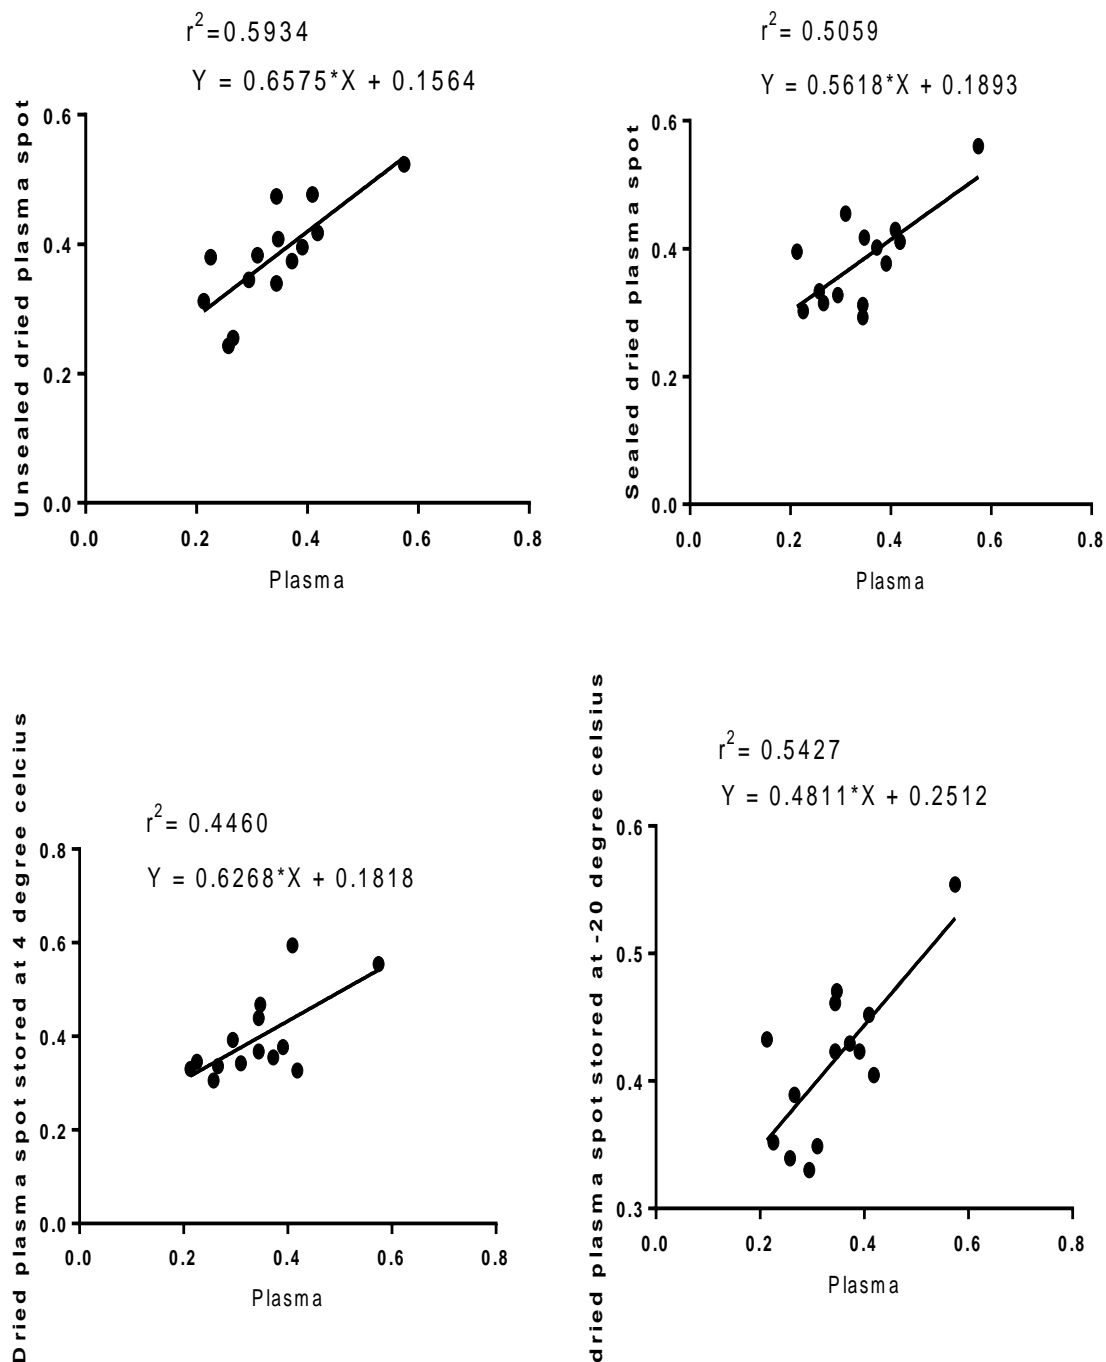 r²=0.5934
Y = 0.6575*X + 0.1564
Unsealed dried plasma spot
0.6
0.4
0.2
0.0
0.0 0.2 0.4 0.6 0.8
Plasma
r²= 0.5059
Y = 0.5618*X + 0.1893
Sealed dried plasma spot
0.6
0.4
0.2
0.0
0.0 0.2 0.4 0.6 0.8
Plasma
r²= 0.4460
Y = 0.6268*X + 0.1818
Dried plasma spot stored at 4 degree celcius
0.8
0.6
0.4
0.2
0.0
0.0 0.2 0.4 0.6 0.8
Plasma
r²= 0.5427
Y = 0.4811*X + 0.2512
dried plasma spot stored at -20 degree celsius
0.6
0.5
0.4
0.3
0.0 0.2 0.4 0.6 0.8
Plasma